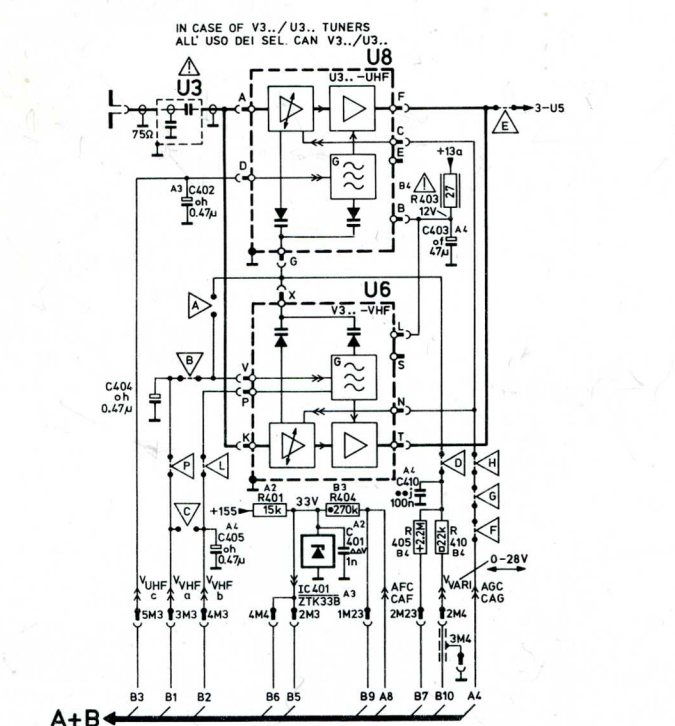 IN CASE OF V3../U3.. TUNERS
ALL' USO DEI SEL. CAN V3../U3..
U8
U3
U3.. -UHF
A
F
3-U5
E
75Ω
C
+13a
E
D
G
A3 C402
oh
0.47µ
B4
R403
27
12V
B
C403 A4
of
47µ
G
X
U6
A
V3.. -VHF
L
B
G
S
V
C404
oh
0.47µ
P
N
K
T
P
L
D
H
A4
C410
100n
G
A2
R401
B3
R404
+155
15k
33V
270k
C
F
A4
C405
oh
0.47µ
C A2
401
1n
R
405
B4
2.2M
22k
R
410
B4
0-28V
IC401 A3
ZTK33B
VUHF
c
VVHF
a
VVHF
b
AFC
CAF
VVARI
AGC
CAG
5M3
3M3
4M3
4M4
2M3
1M23
2M23
2M4
3M4
B3
B1
B2
B6
B5
B9
A8
B7
B10
A4
A+B